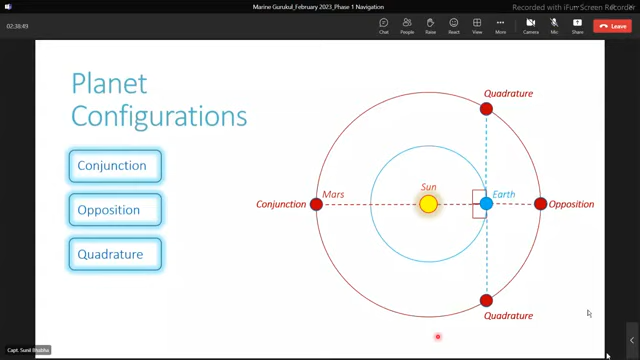 Marine Gurukul_February 2023_Phase 1 Navigation
Recorded with iFun Screen Recorder
02:38:49
Chat
People
Raise
React
View
More
Camera
Mic
Share
Leave
Planet
Configurations
Conjunction
Opposition
Quadrature
Quadrature
Mars
Sun
Earth
Conjunction
Opposition
Quadrature
Capt. Sunil Bhabha